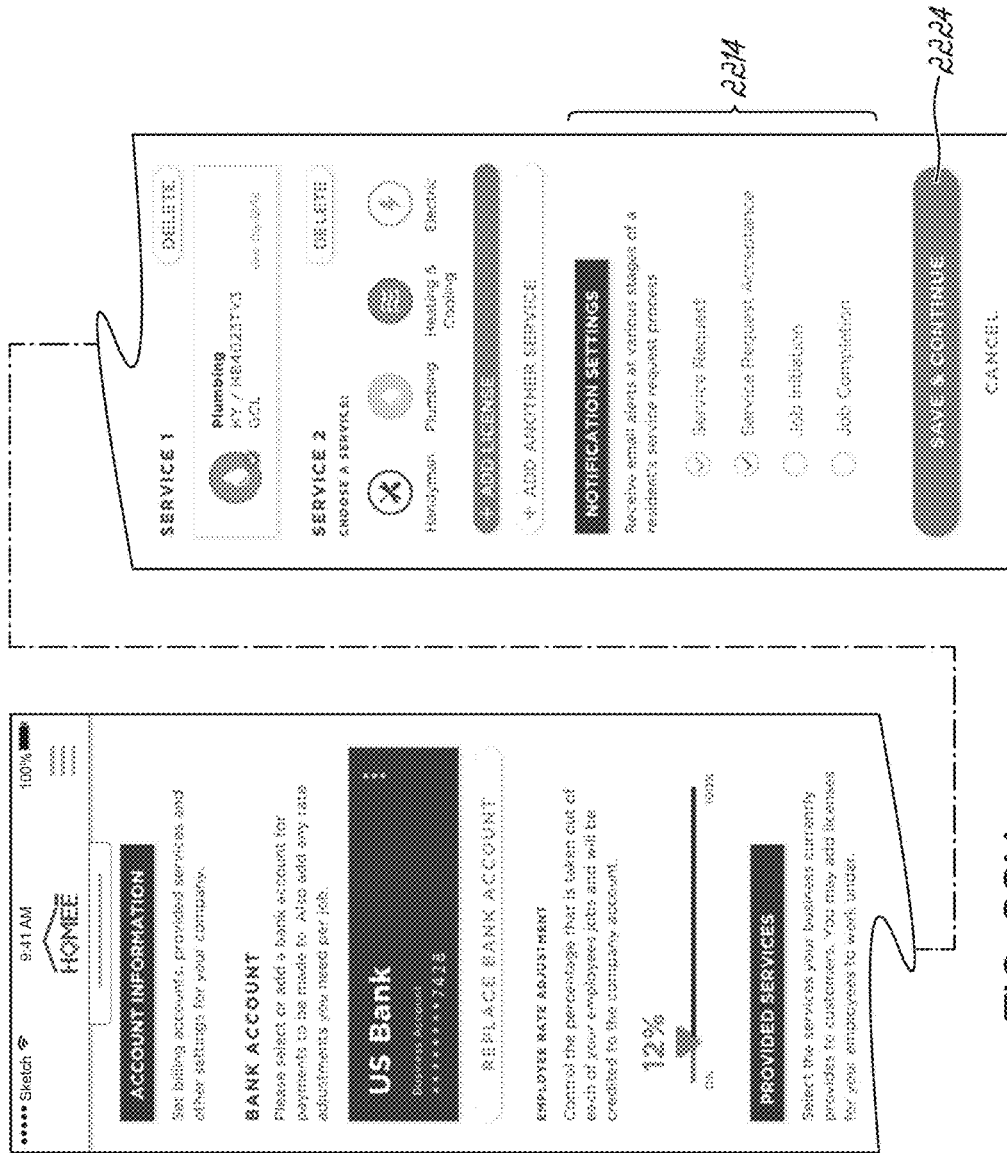 ••••• Sketch
9:41 AM
100%
HOMEE
ACCOUNT INFORMATION
Set billing account, provided services and
other settings for your company.
BANK ACCOUNT
Please select or add a bank account for
payments to be made to. Also add any rate
adjustments you need per job.
US Bank
REPLACE BANK ACCOUNT
EMPLOYER RATE ADJUSTMENT
Control the percentage that is taken out of
each of your employees jobs and will be
credited to the company account.
12%
0%
100%
PROVIDED SERVICES
Select the services your business currently
provides to customers. You may add licenses
for your employees to work under.
SERVICE 1
DELETE
Plumbing
SERVICE 2
DELETE
CHOOSE A SERVICE:
Handyman
Plumbing
Heating &
Cooling
Electric
+ ADD ANOTHER SERVICE
NOTIFICATION SETTINGS
Receive email alerts at various stages of a
resident's service request process
Service Request
Service Request Acceptance
Job Initiation
Job Completion
SAVE & CONTINUE
CANCEL
2214
2224